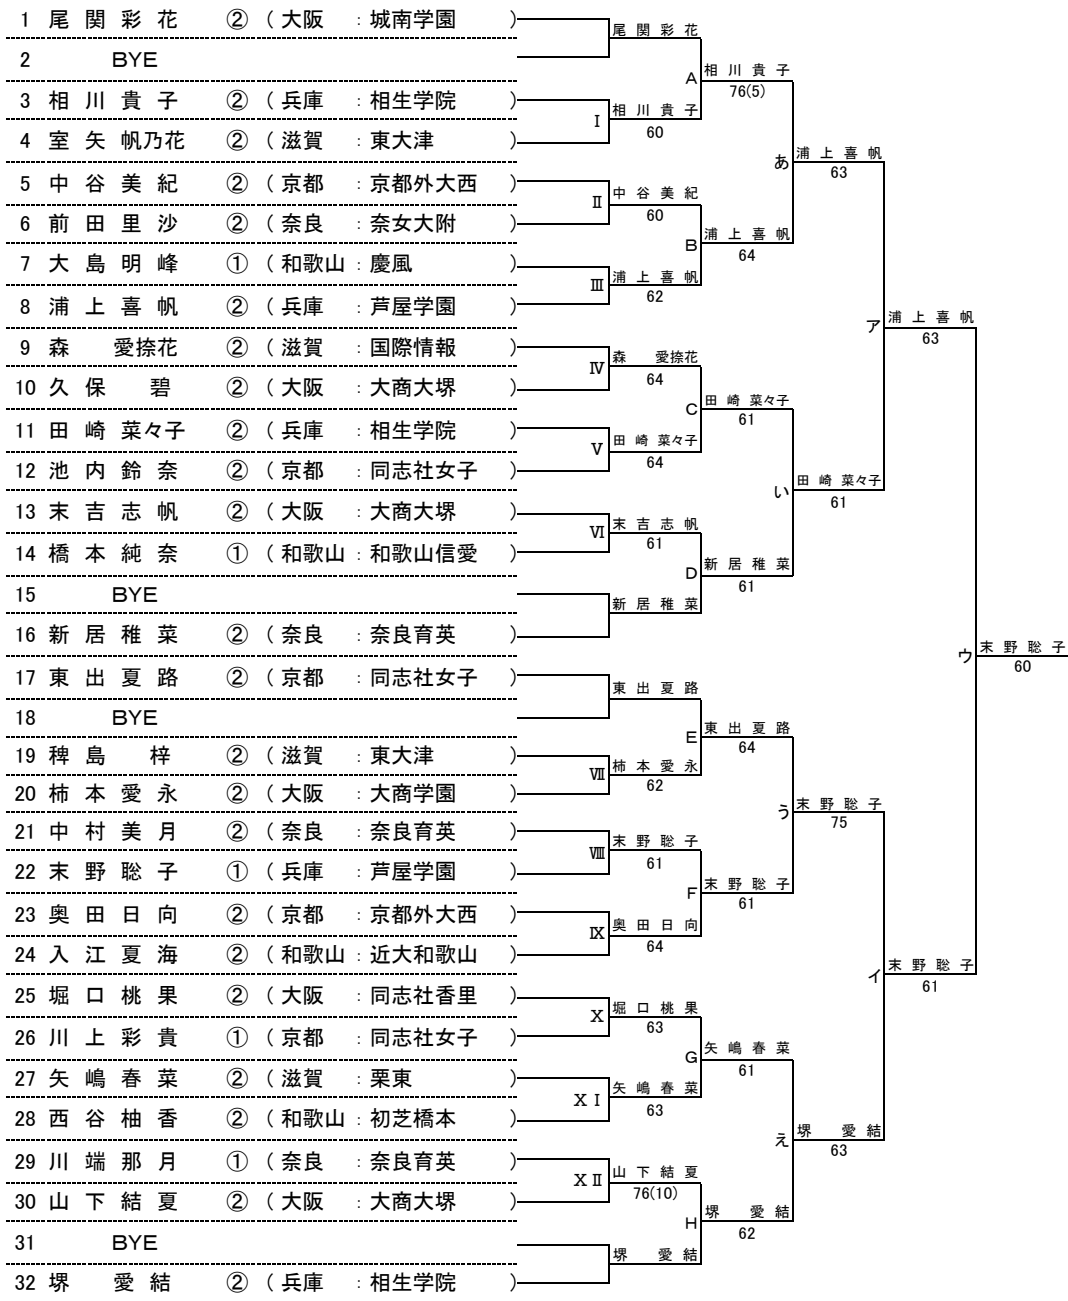 1 尾 関 彩 花 ② ( 大阪 : 城南学園 )
2 BYE
3 相 川 貴 子 ② ( 兵庫 : 相生学院 )
4 室 矢 帆乃花 ② ( 滋賀 : 東大津 )
5 中 谷 美 紀 ② ( 京都 : 京都外大西 )
6 前 田 里 沙 ② ( 奈良 : 奈女大附 )
7 大 島 明 峰 ① ( 和歌山 : 慶風 )
8 浦 上 喜 帆 ② ( 兵庫 : 芦屋学園 )
9 森 愛捺花 ② ( 滋賀 : 国際情報 )
10 久 保 碧 ② ( 大阪 : 大商大堺 )
11 田 崎 菜々子 ② ( 兵庫 : 相生学院 )
12 池 内 鈴 奈 ② ( 京都 : 同志社女子 )
13 末 吉 志 帆 ② ( 大阪 : 大商大堺 )
14 橋 本 純 奈 ① ( 和歌山 : 和歌山信愛 )
15 BYE
16 新 居 稚 菜 ② ( 奈良 : 奈良育英 )
17 東 出 夏 路 ② ( 京都 : 同志社女子 )
18 BYE
19 稗 島 梓 ② ( 滋賀 : 東大津 )
20 柿 本 愛 永 ② ( 大阪 : 大商学園 )
21 中 村 美 月 ② ( 奈良 : 奈良育英 )
22 末 野 聡 子 ① ( 兵庫 : 芦屋学園 )
23 奥 田 日 向 ② ( 京都 : 京都外大西 )
24 入 江 夏 海 ② ( 和歌山 : 近大和歌山 )
25 堀 口 桃 果 ② ( 大阪 : 同志社香里 )
26 川 上 彩 貴 ① ( 京都 : 同志社女子 )
27 矢 嶋 春 菜 ② ( 滋賀 : 栗東 )
28 西 谷 柚 香 ② ( 和歌山 : 初芝橋本 )
29 川 端 那 月 ① ( 奈良 : 奈良育英 )
30 山 下 結 夏 ② ( 大阪 : 大商大堺 )
31 BYE
32 堺 愛 結 ② ( 兵庫 : 相生学院 )
尾 関 彩 花
Ⅰ 相 川 貴 子
60
Ⅱ 中 谷 美 紀
60
Ⅲ 浦 上 喜 帆
62
Ⅳ 森 愛捺花
64
Ⅴ 田 崎 菜々子
64
Ⅵ 末 吉 志 帆
61
新 居 稚 菜
東 出 夏 路
Ⅶ 柿 本 愛 永
62
Ⅷ 末 野 聡 子
61
Ⅸ 奥 田 日 向
64
Ⅹ 堀 口 桃 果
63
ⅩⅠ 矢 嶋 春 菜
63
ⅩⅡ 山 下 結 夏
76(10)
堺 愛 結
A 相 川 貴 子
76(5)
B 浦 上 喜 帆
64
C 田 崎 菜々子
61
D 新 居 稚 菜
61
E 東 出 夏 路
64
F 末 野 聡 子
61
G 矢 嶋 春 菜
61
H 堺 愛 結
62
あ 浦 上 喜 帆
63
い 田 崎 菜々子
61
う 末 野 聡 子
75
え 堺 愛 結
63
ア 浦 上 喜 帆
63
イ 末 野 聡 子
61
ウ 末 野 聡 子
60